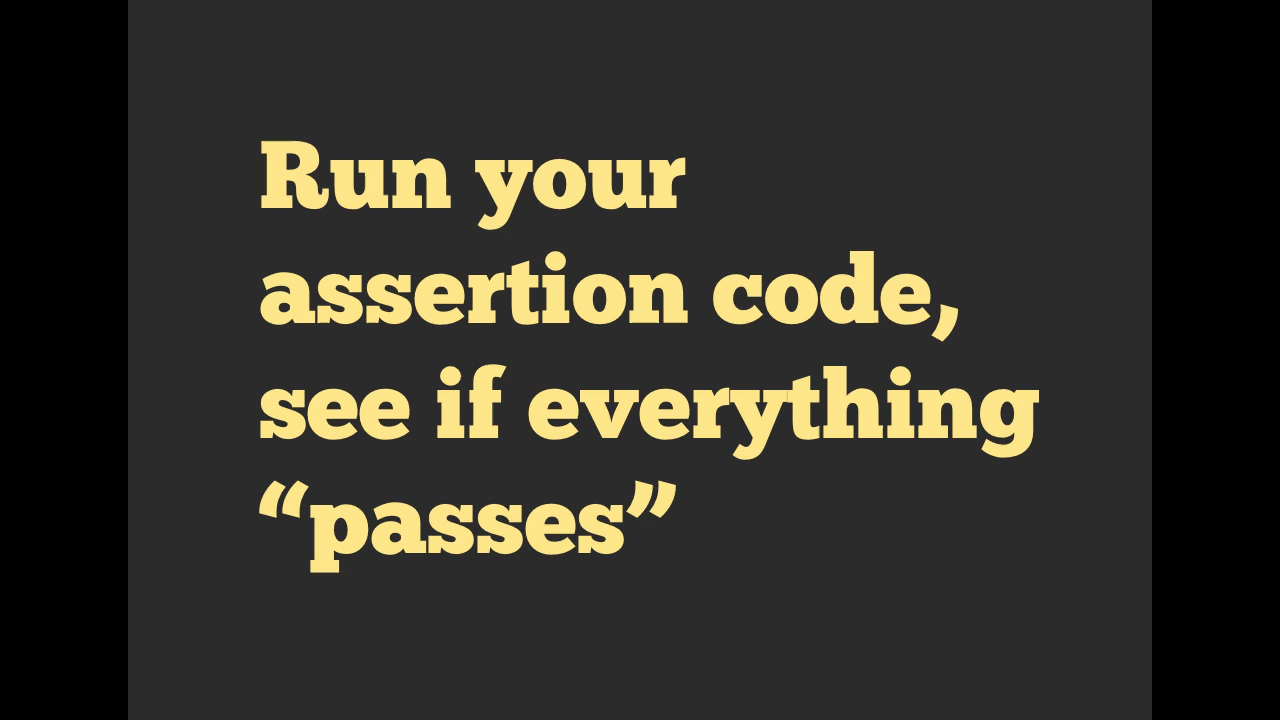 Run your
assertion code,
see if everything
“passes”